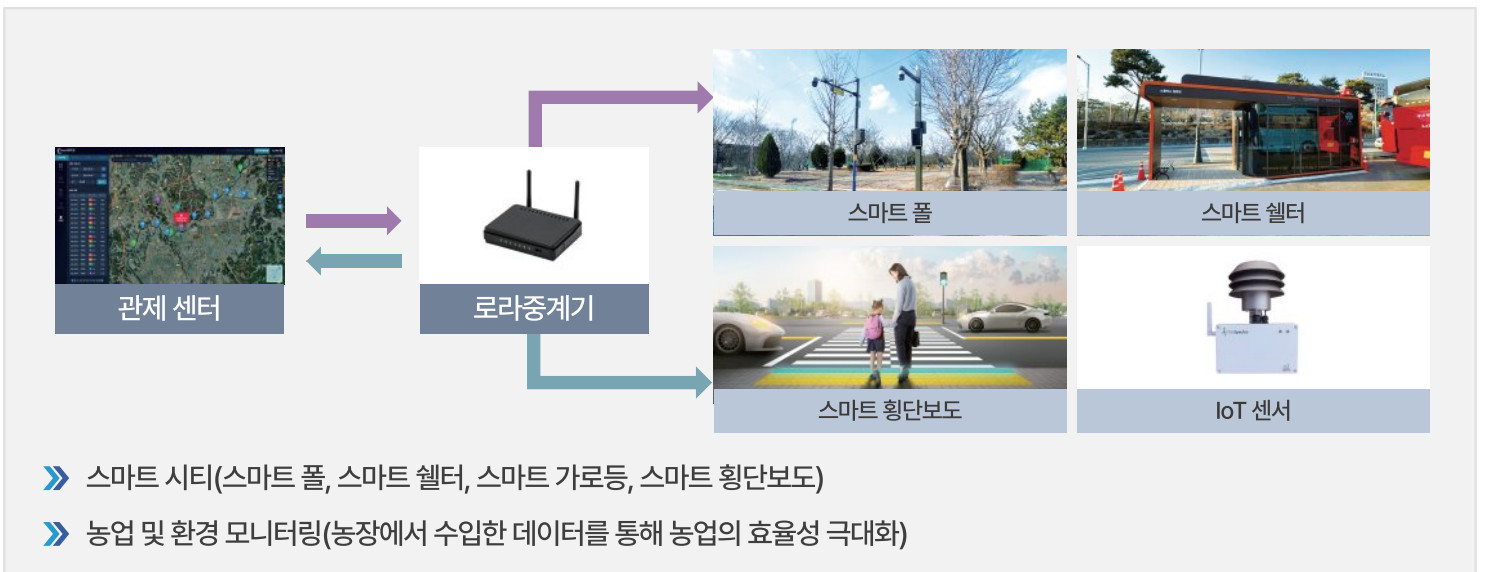 관제 센터
로라중계기
스마트 폴
스마트 쉘터
스마트 횡단보도
IoT 센서
스마트 시티(스마트 폴, 스마트 쉘터, 스마트 가로등, 스마트 횡단보도)
농업 및 환경 모니터링(농장에서 수입한 데이터를 통해 농업의 효율성 극대화)